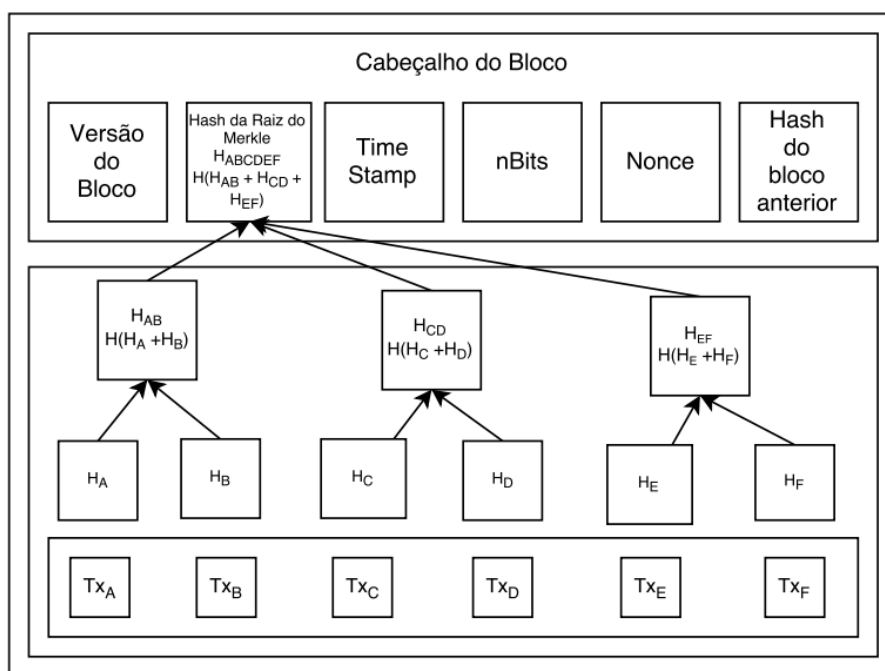 Cabeçalho do Bloco
Versão
do
Bloco
Hash da Raiz do
Merkle
HABCDEF
H(HAB + HCD +
HEF)
Time
Stamp
nBits
Nonce
Hash
do
bloco
anterior
HAB
H(HA +HB)
HCD
H(HC +HD)
HEF
H(HE +HF)
HA
HB
HC
HD
HE
HF
TxA
TxB
TxC
TxD
TxE
TxF